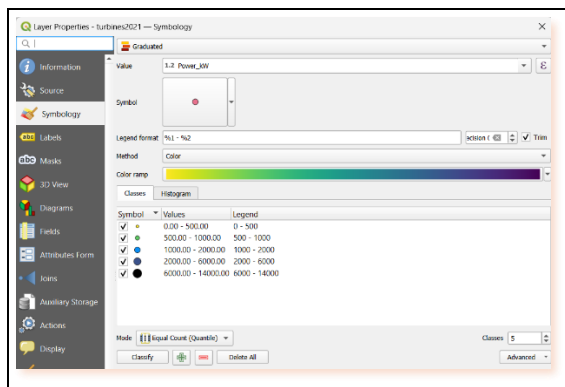 Layer Properties - turbines2021 — Symbology
Information
Source
Symbology
Labels
Masks
3D View
Diagrams
Fields
Attributes Form
Joins
Auxiliary Storage
Actions
Display
Graduated
Value 1.2 Power_kW ε
Symbol
Legend format %1 - %2 Trim
Method Color
Color ramp
Classes Histogram
Symbol Values Legend
0.00 - 500.00 0 - 500
500.00 - 1000.00 500 - 1000
1000.00 - 2000.00 1000 - 2000
2000.00 - 6000.00 2000 - 6000
6000.00 - 14000.00 6000 - 14000
Mode Equal Count (Quantile) Classes 5
Classify Delete All Advanced